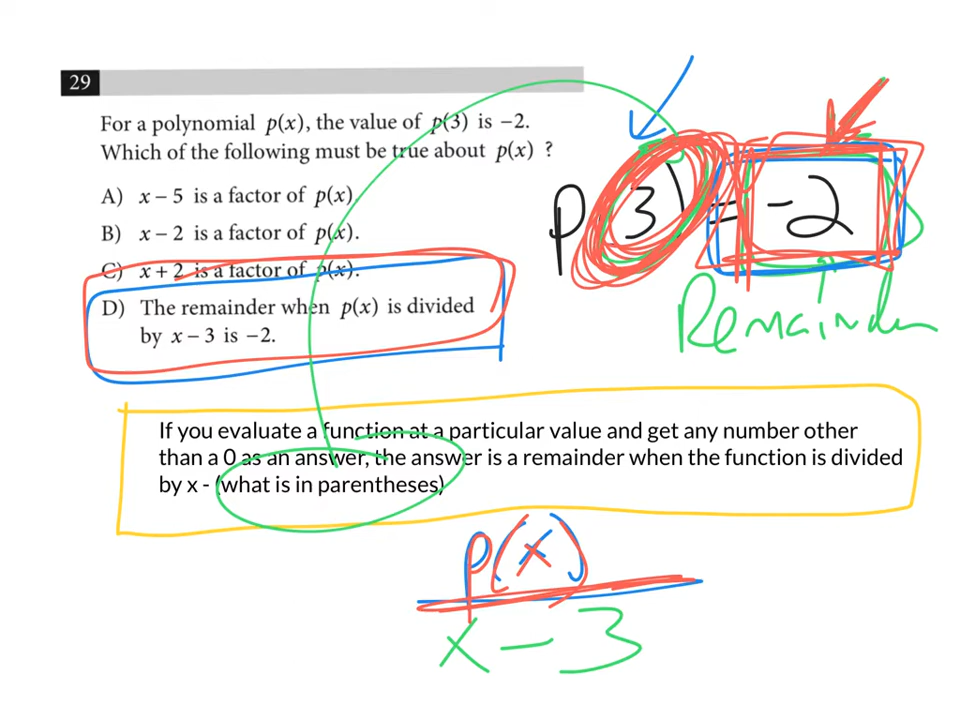 29
For a polynomial p(x), the value of p(3) is −2.
Which of the following must be true about p(x) ?
A) x − 5 is a factor of p(x).
B) x − 2 is a factor of p(x).
C) x + 2 is a factor of p(x).
D) The remainder when p(x) is divided
by x − 3 is −2.
p(3) = -2
Remainder
If you evaluate a function at a particular value and get any number other
than a 0 as an answer, the answer is a remainder when the function is divided
by x - (what is in parentheses)
p(x)
x - 3